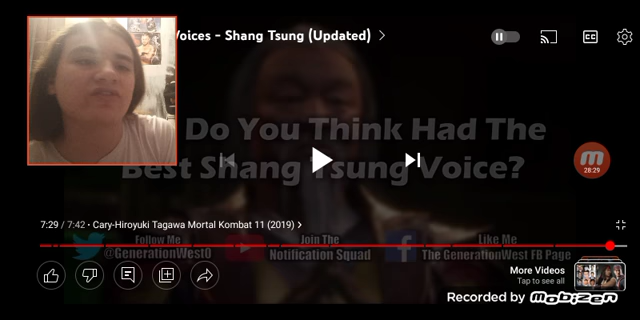 Voices - Shang Tsung (Updated)
CC
Do You Think Had The
Best Shang Tsung Voice?
28:29
7:29 / 7:42 • Cary-Hiroyuki Tagawa Mortal Kombat 11 (2019)
Follow Me
@GenerationWest0
Join The
Notification Squad
Like Me
The GenerationWest FB Page
More Videos
Tap to see all
Recorded by mobizen